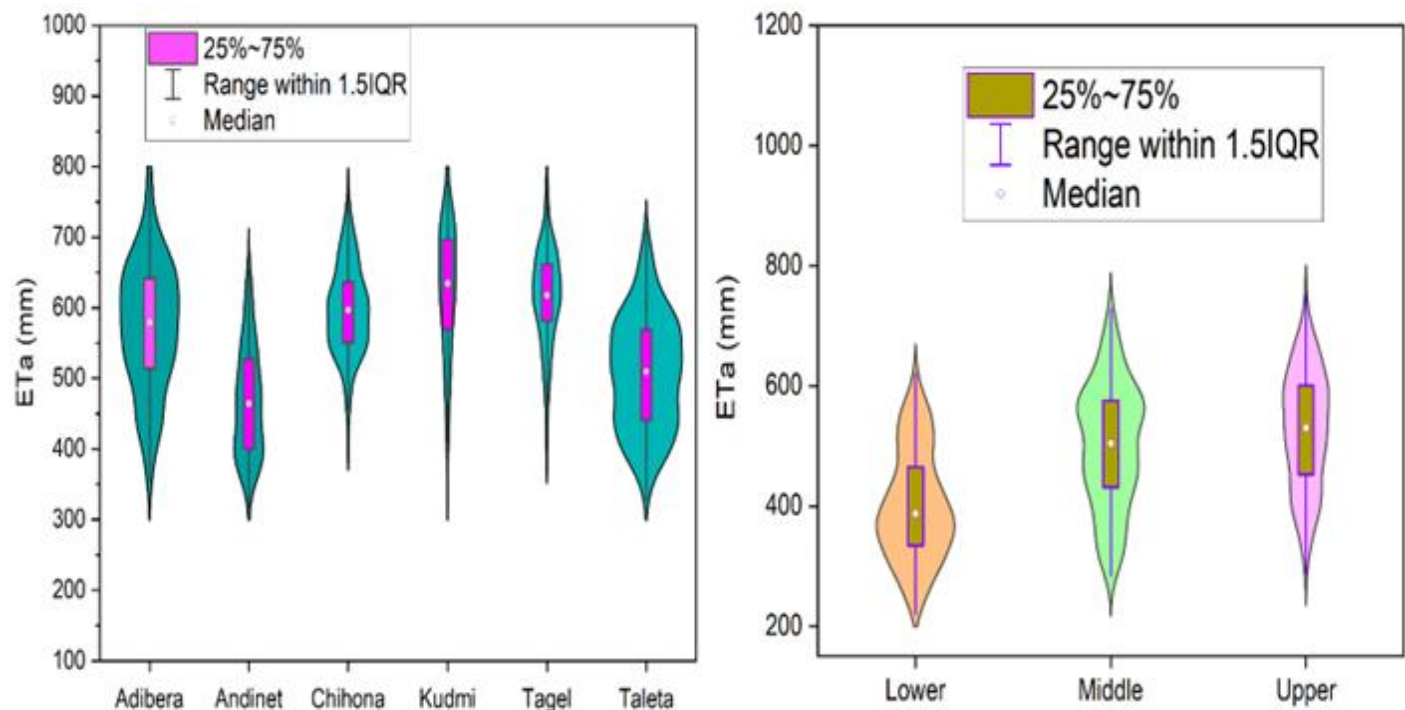 1000
900
800
700
600
500
400
300
200
100
ETa (mm)
25%~75%
Range within 1.5IQR
Median
Adibera Andinet Chihona Kudmi Tagel Taleta
1200
1000
800
600
400
200
ETa (mm)
25%~75%
Range within 1.5IQR
Median
Lower Middle Upper